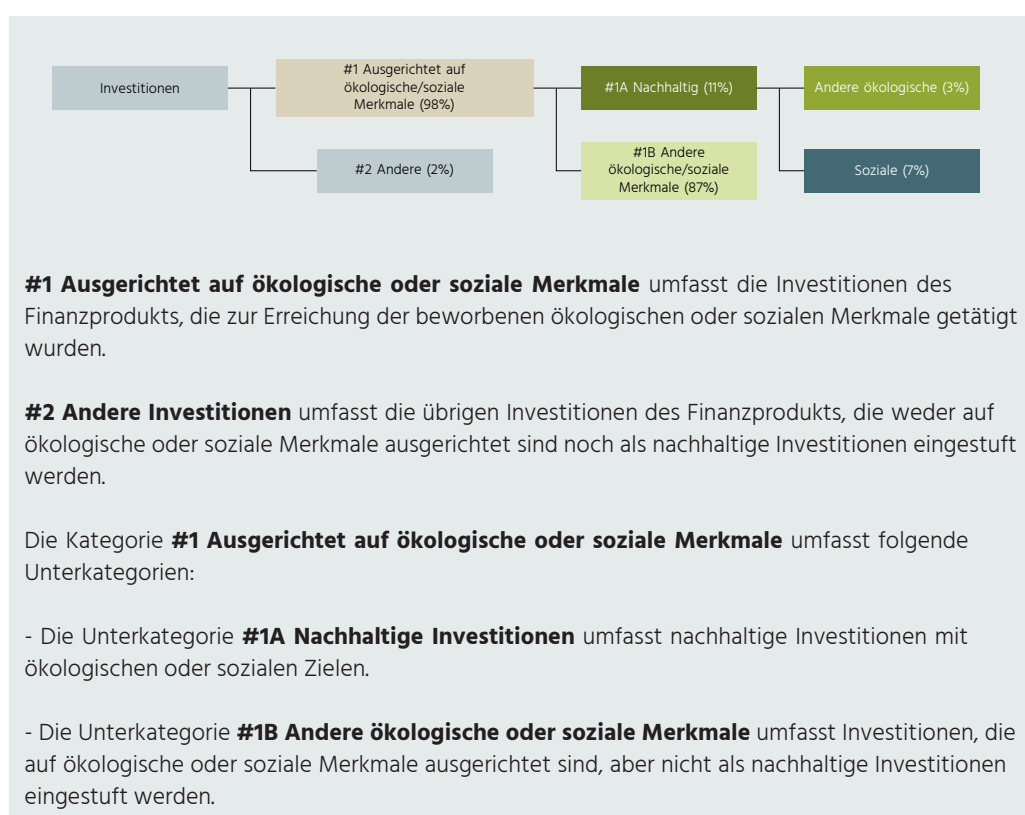 Investitionen
#1 Ausgerichtet auf
ökologische/soziale
Merkmale (98%)
#1A Nachhaltig (11%)
Andere ökologische (3%)
#2 Andere (2%)
#1B Andere
ökologische/soziale
Merkmale (87%)
Soziale (7%)
#1 Ausgerichtet auf ökologische oder soziale Merkmale umfasst die Investitionen des
Finanzprodukts, die zur Erreichung der beworbenen ökologischen oder sozialen Merkmale getätigt
wurden.
#2 Andere Investitionen umfasst die übrigen Investitionen des Finanzprodukts, die weder auf
ökologische oder soziale Merkmale ausgerichtet sind noch als nachhaltige Investitionen eingestuft
werden.
Die Kategorie #1 Ausgerichtet auf ökologische oder soziale Merkmale umfasst folgende
Unterkategorien:
- Die Unterkategorie #1A Nachhaltige Investitionen umfasst nachhaltige Investitionen mit
ökologischen oder sozialen Zielen.
- Die Unterkategorie #1B Andere ökologische oder soziale Merkmale umfasst Investitionen, die
auf ökologische oder soziale Merkmale ausgerichtet sind, aber nicht als nachhaltige Investitionen
eingestuft werden.